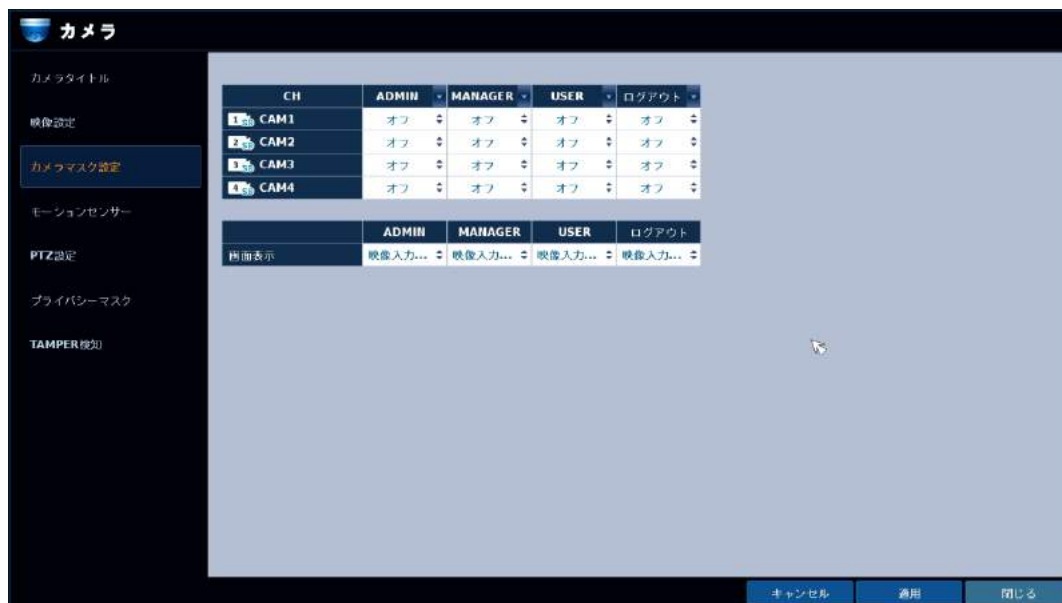 カメラ
カメラタイトル
映像設定
カメラマスク設定
モーションセンサー
PTZ設定
プライバシーマスク
TAMPER検知
CH ADMIN MANAGER USER ログアウト
1 CAM1 オフ オフ オフ オフ
2 CAM2 オフ オフ オフ オフ
3 CAM3 オフ オフ オフ オフ
4 CAM4 オフ オフ オフ オフ
ADMIN MANAGER USER ログアウト
画面表示 映像入力... 映像入力... 映像入力... 映像入力...
キャンセル 適用 閉じる